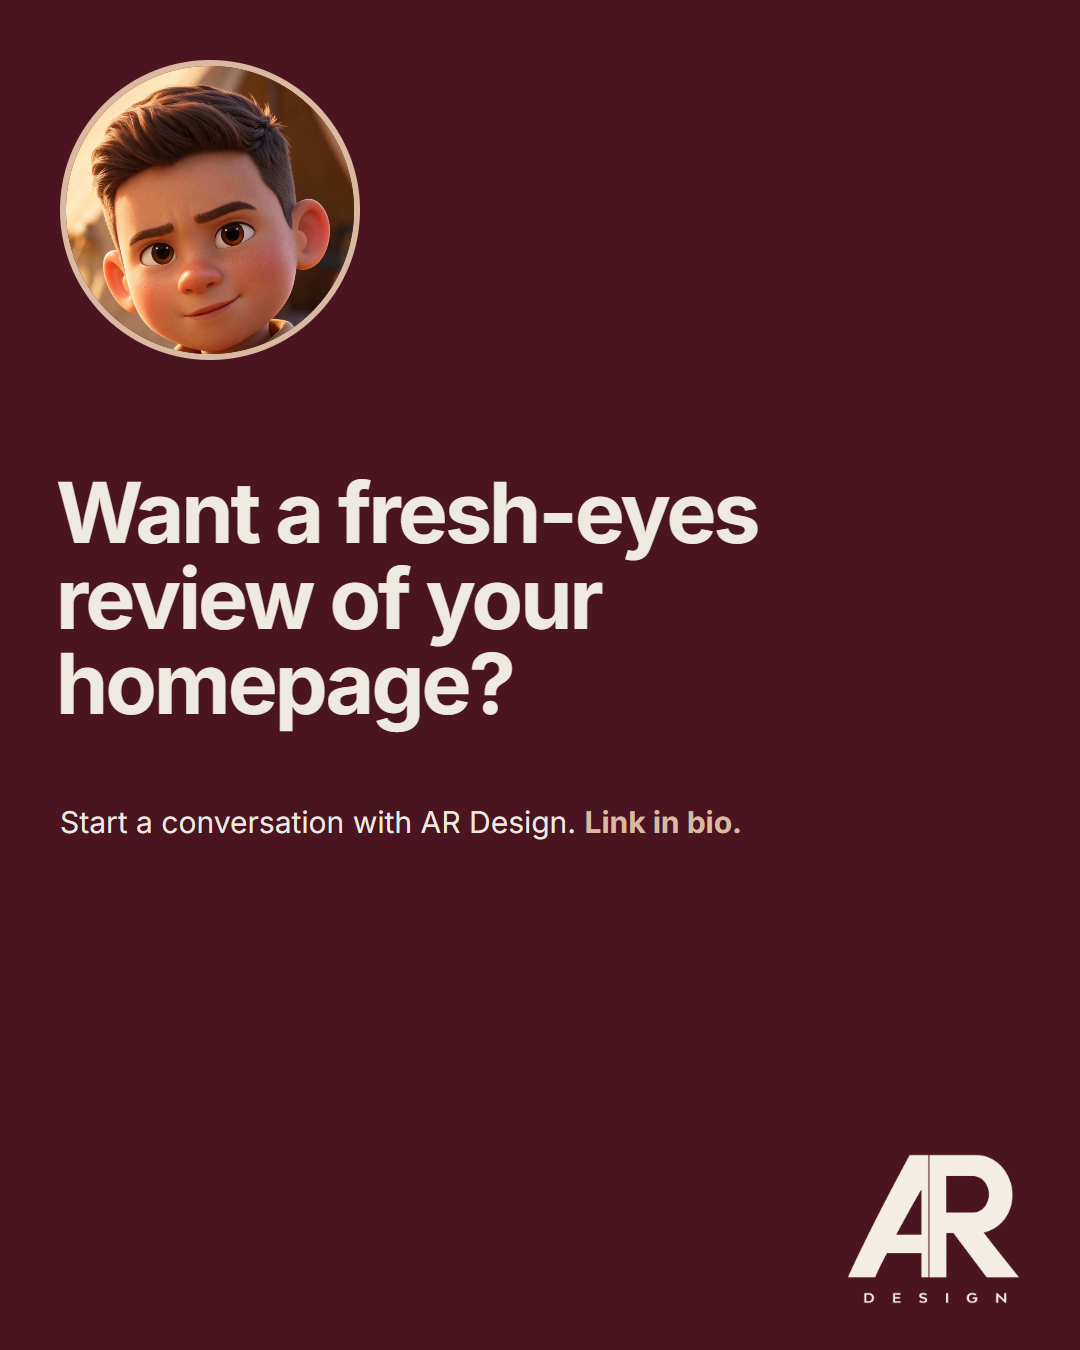 Want a fresh-eyes
review of your
homepage?
Start a conversation with AR Design. Link in bio.
AR
DESIGN